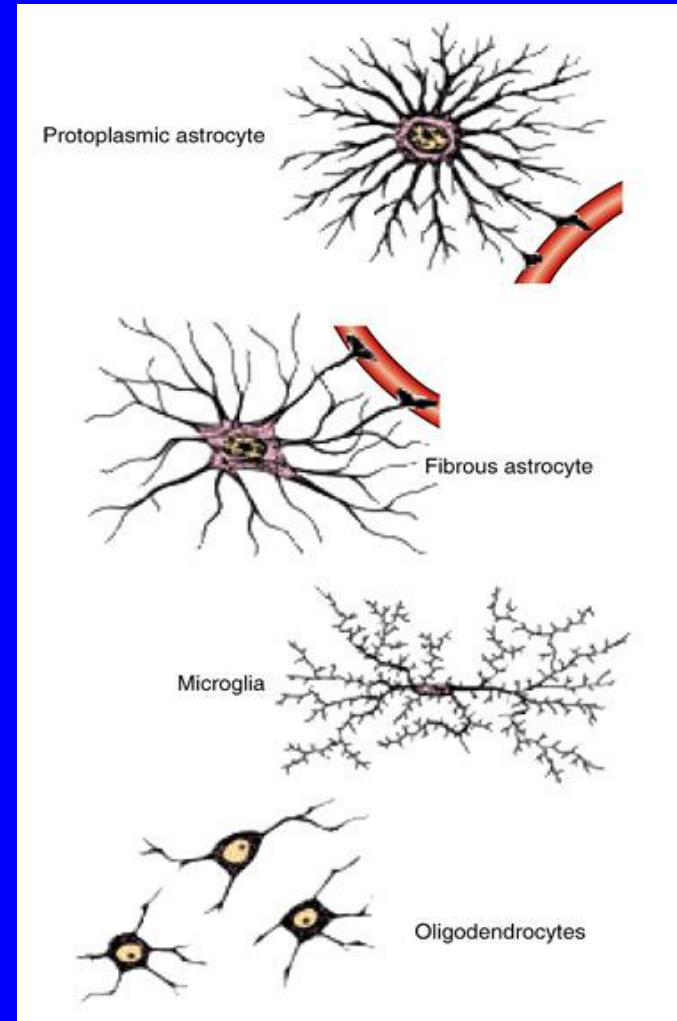 Protoplasmic astrocyte
Fibrous astrocyte
Microglia
Oligodendrocytes